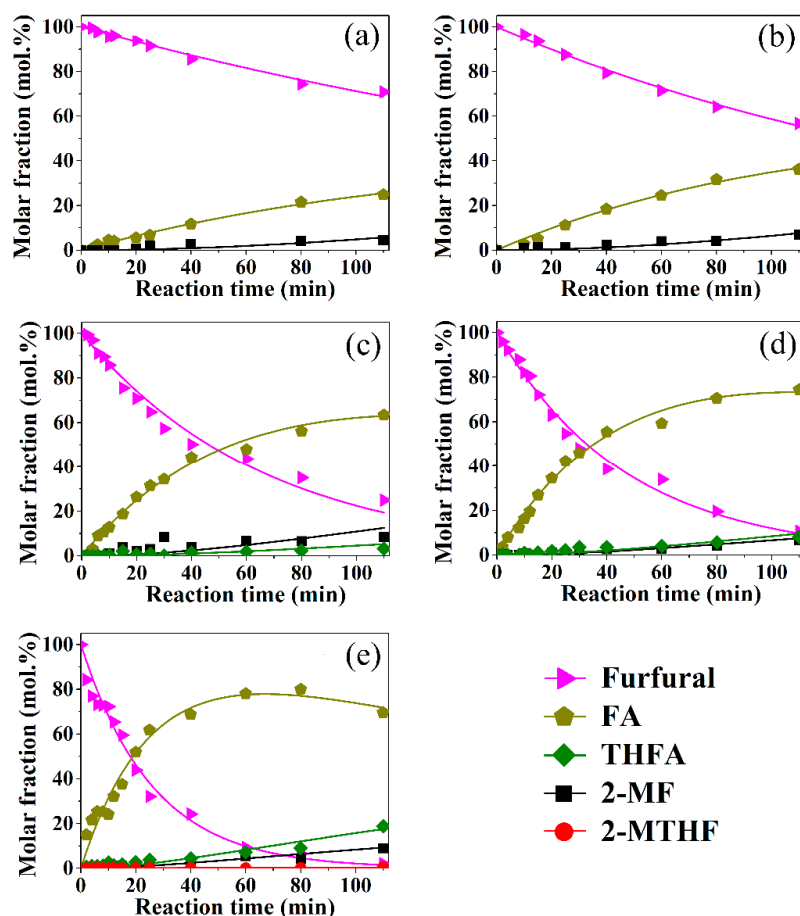 (a)
Molar fraction (mol.%)
100
80
60
40
20
0
0 20 40 60 80 100
Reaction time (min)
(b)
Molar fraction (mol.%)
100
80
60
40
20
0
0 20 40 60 80 100
Reaction time (min)
(c)
Molar fraction (mol.%)
100
80
60
40
20
0
0 20 40 60 80 100
Reaction time (min)
(d)
Molar fraction (mol.%)
100
80
60
40
20
0
0 20 40 60 80 100
Reaction time (min)
(e)
Molar fraction (mol.%)
100
80
60
40
20
0
0 20 40 60 80 100
Reaction time (min)
Furfural
FA
THFA
2-MF
2-MTHF